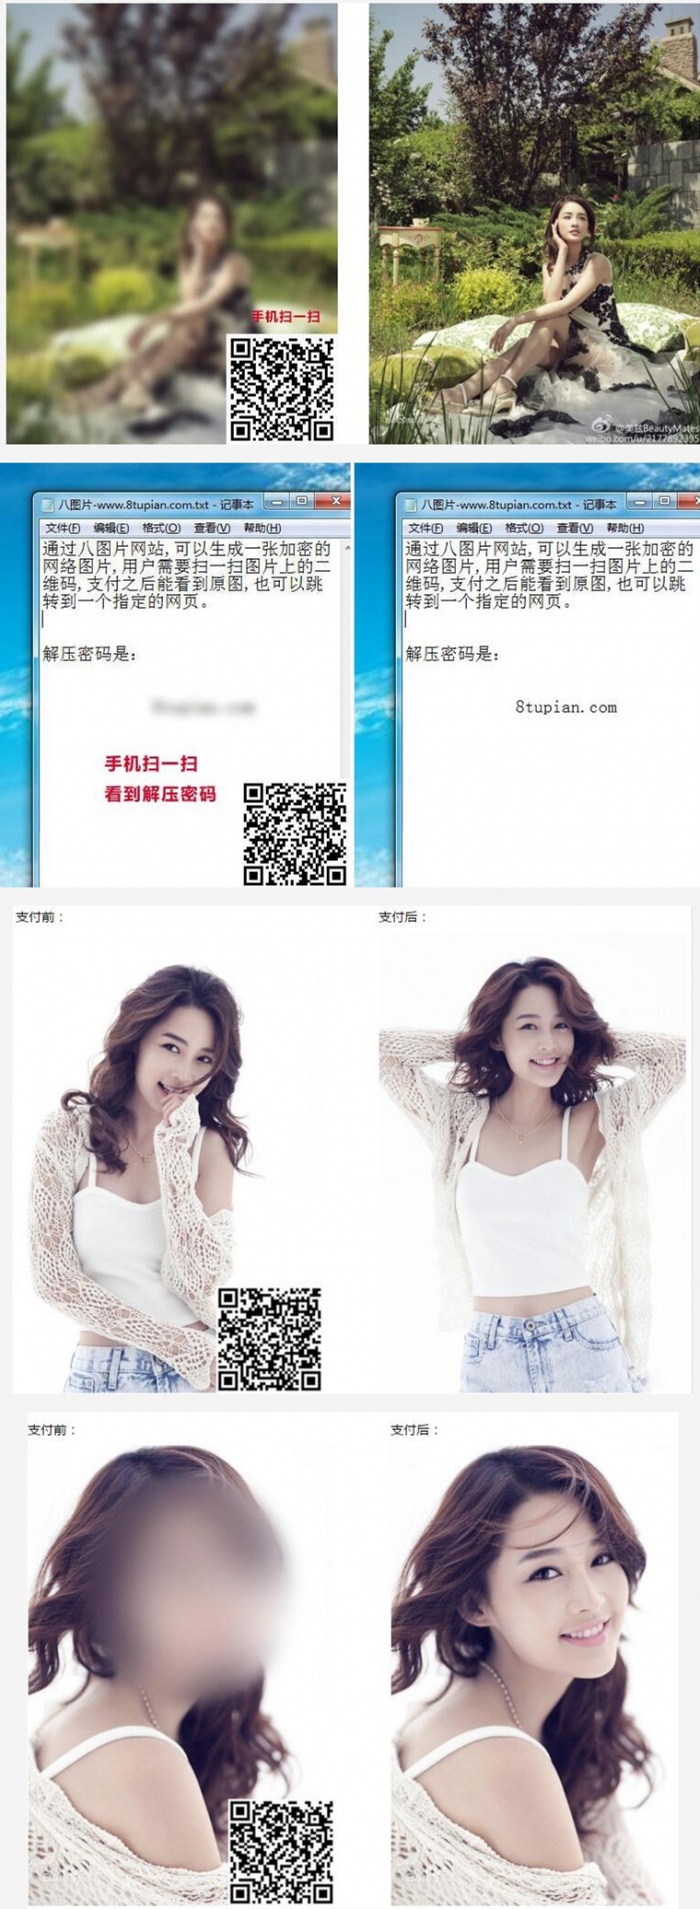 手机扫一扫
@美兹BeautyMates
weibo.com/u/2177892395
八图片-www.8tupian.com.txt - 记事本
文件(F) 编辑(E) 格式(O) 查看(V) 帮助(H)
通过八图片网站,可以生成一张加密的
网络图片,用户需要扫一扫图片上的二
维码,支付之后能看到原图,也可以跳
转到一个指定的网页。
解压密码是:
手机扫一扫
看到解压密码
八图片-www.8tupian.com.txt - 记事本
文件(F) 编辑(E) 格式(O) 查看(V) 帮助(H)
通过八图片网站,可以生成一张加密的
网络图片,用户需要扫一扫图片上的二
维码,支付之后能看到原图,也可以跳
转到一个指定的网页。
解压密码是:
8tupian.com
支付前:
支付后:
支付前:
支付后: